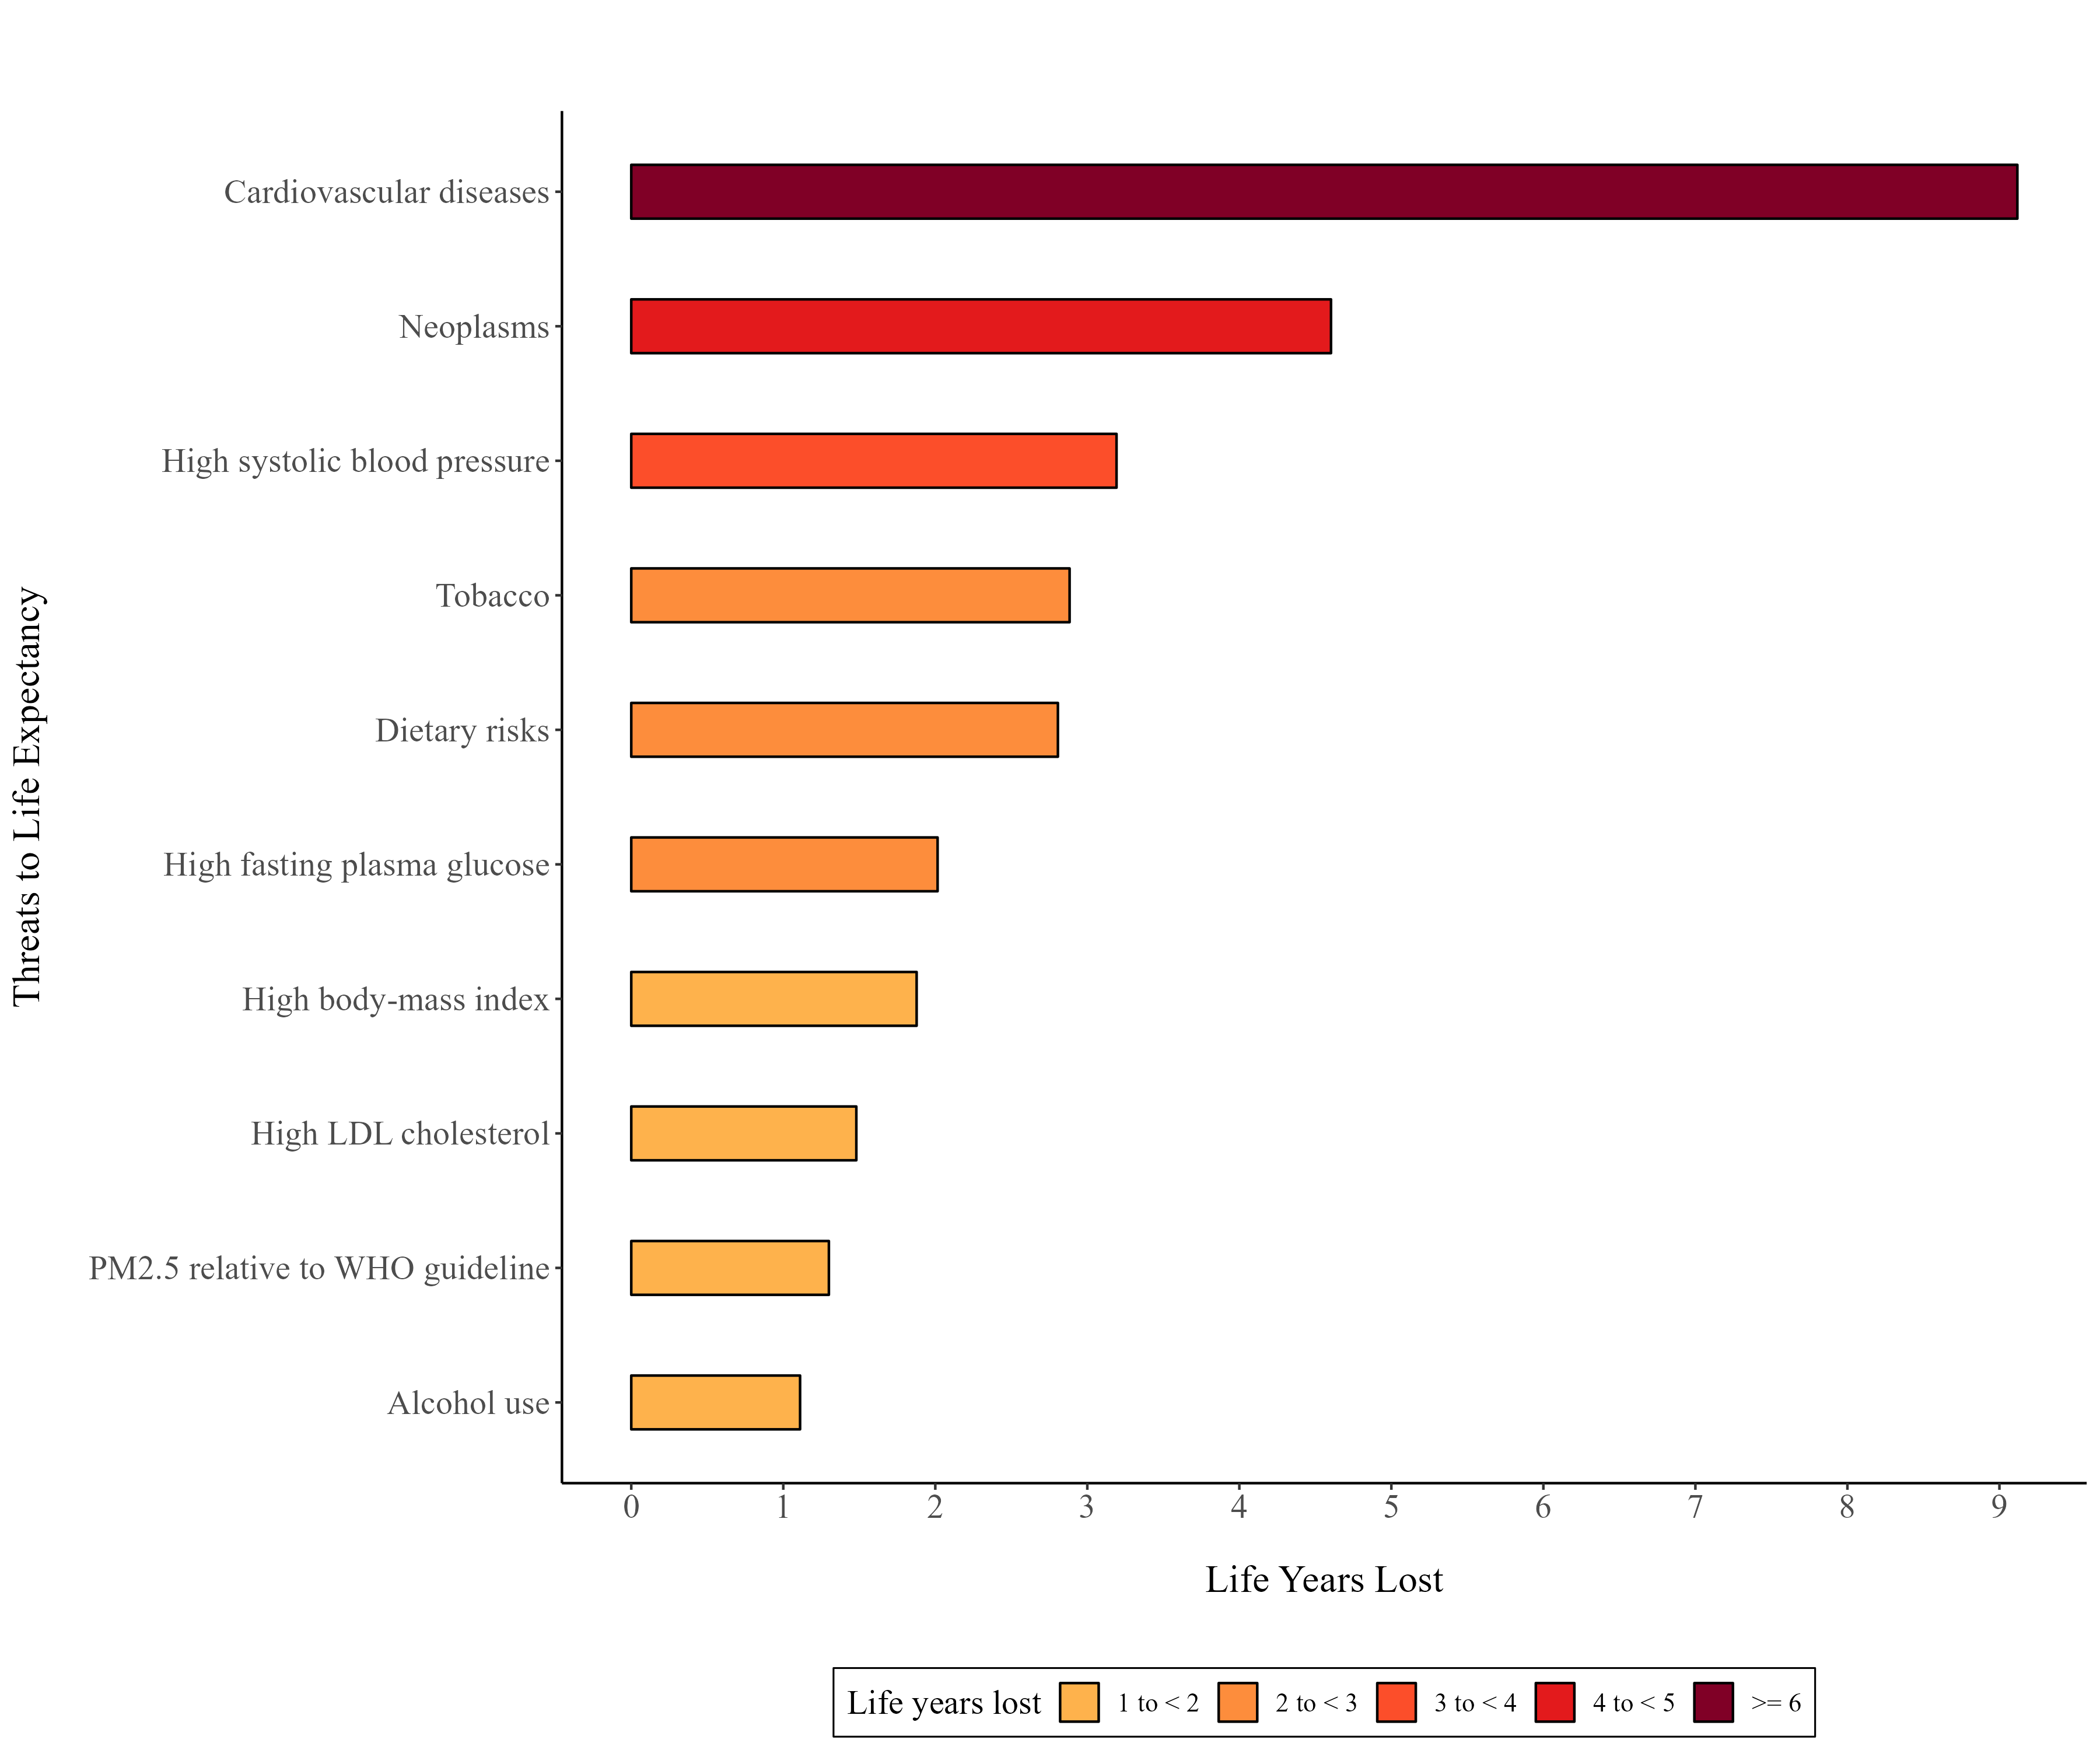 Threats to Life Expectancy
Cardiovascular diseases
Neoplasms
High systolic blood pressure
Tobacco
Dietary risks
High fasting plasma glucose
High body-mass index
High LDL cholesterol
PM2.5 relative to WHO guideline
Alcohol use
0 1 2 3 4 5 6 7 8 9
Life Years Lost
Life years lost 1 to < 2 2 to < 3 3 to < 4 4 to < 5 >= 6